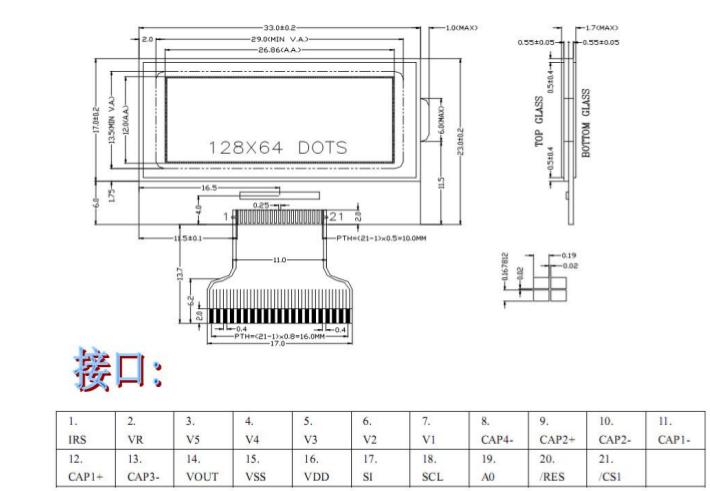 33.0±0.2
1.0(MAX)
1.7(MAX)
2.0
29.0(MIN V.A)
0.55±0.05
0.55±0.05
26.86(A.A)
17.0±0.2
13.5(MIN V.A)
12.0(A.A)
128X64 DOTS
6.0(MAX)
23.0±0.2
0.5±0.4
TOP GLASS
BOTTOM GLASS
0.5±0.4
6.0
1.75
16.5
11.5
4.0
0.25
1
21
2.0
11.5±0.1
PTH=(21-1)x0.5=10.0MM
11.0
13.7
6.2
2.0
0.19
0.02
0.02
0.4
0.4
PTH=(21-1)x0.8=16.0MM
17.0
接口:
1. 2. 3. 4. 5. 6. 7. 8. 9. 10. 11.
IRS VR V5 V4 V3 V2 V1 CAP4- CAP2+ CAP2- CAP1-
12. 13. 14. 15. 16. 17. 18. 19. 20. 21.
CAP1+ CAP3- VOUT VSS VDD SI SCL A0 /RES /CS1